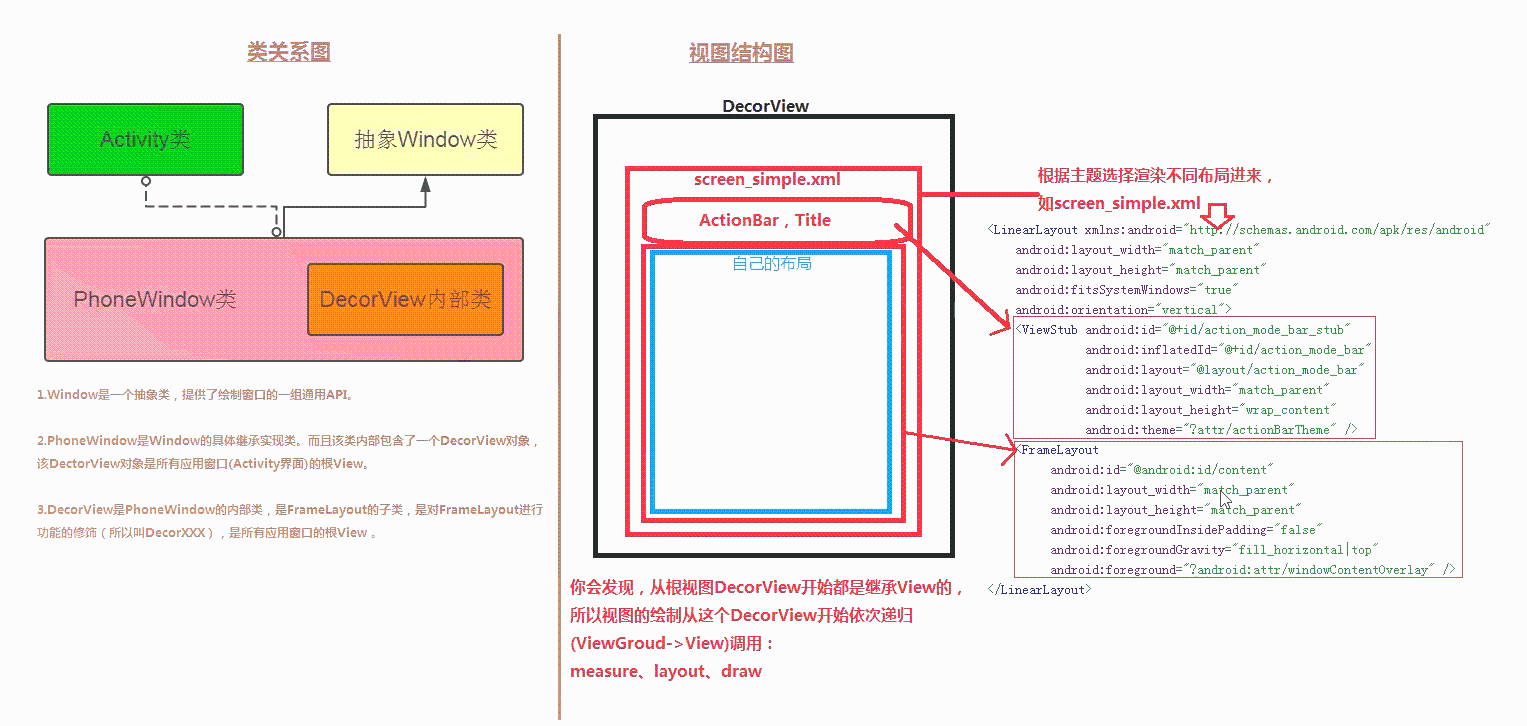 类关系图
Activity类
抽象Window类
PhoneWindow类
DecorView内部类
1.Window是一个抽象类，提供了绘制窗口的一组通用API。
2.PhoneWindow是Window的具体继承实现类。而且该类内部包含了一个DecorView对象，
该DectorView对象是所有应用窗口(Activity界面)的根View。
3.DecorView是PhoneWindow的内部类，是FrameLayout的子类，是对FrameLayout进行
功能的修饰（所以叫DecorXXX），是所有应用窗口的根View 。
视图结构图
DecorView
screen_simple.xml
ActionBar，Title
自己的布局
你会发现，从根视图DecorView开始都是继承View的，
所以视图的绘制从这个DecorView开始依次递归
(ViewGroud->View)调用：
measure、layout、draw
根据主题选择渲染不同布局进来，
如screen_simple.xml
<LinearLayout xmlns:android="http://schemas.android.com/apk/res/android"
android:layout_width="match_parent"
android:layout_height="match_parent"
android:fitsSystemWindows="true"
android:orientation="vertical">
<ViewStub android:id="@+id/action_mode_bar_stub"
android:inflatedId="@+id/action_mode_bar"
android:layout="@layout/action_mode_bar"
android:layout_width="match_parent"
android:layout_height="wrap_content"
android:theme="?attr/actionBarTheme" />
<FrameLayout
android:id="@android:id/content"
android:layout_width="match_parent"
android:layout_height="match_parent"
android:foregroundInsidePadding="false"
android:foregroundGravity="fill_horizontal|top"
android:foreground="?android:attr/windowContentOverlay" />
</LinearLayout>